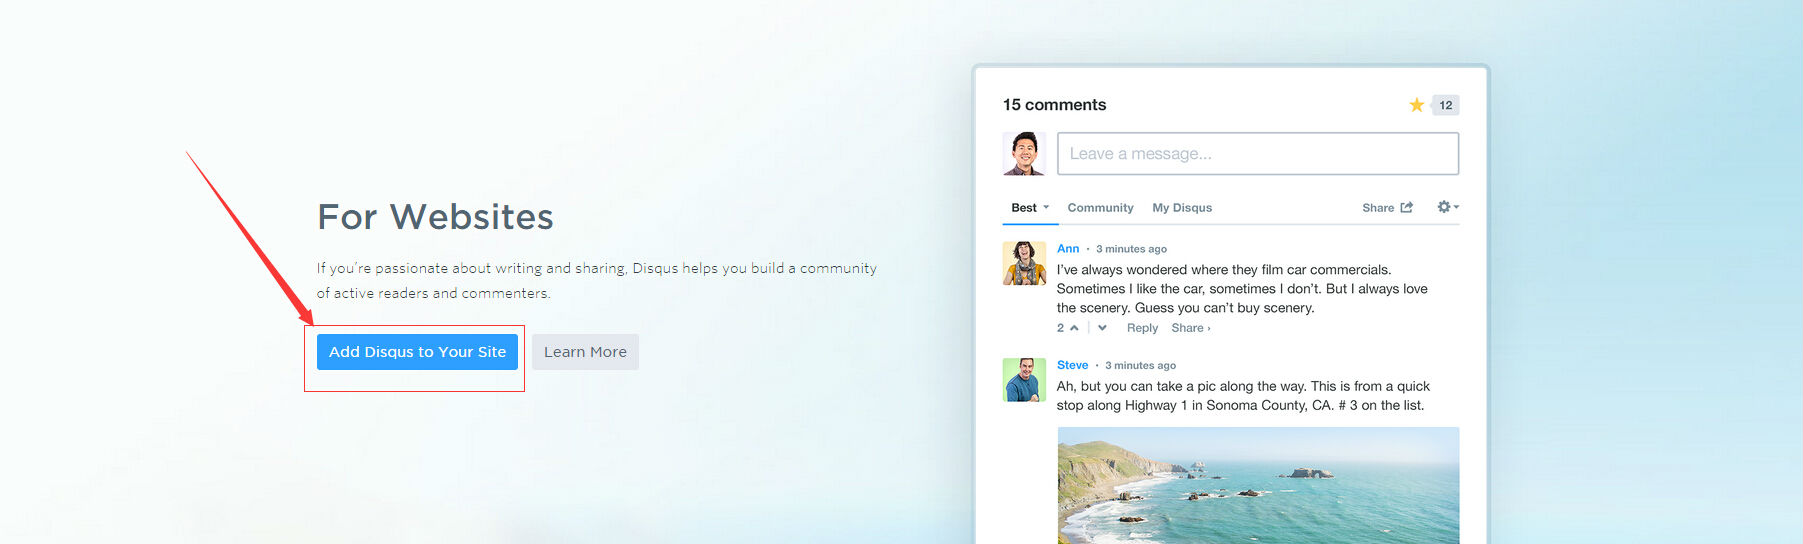 For Websites
If you're passionate about writing and sharing, Disqus helps you build a community
of active readers and commenters.
Add Disqus to Your Site
Learn More
15 comments
12
Leave a message...
Best
Community
My Disqus
Share
Ann · 3 minutes ago
I've always wondered where they film car commercials.
Sometimes I like the car, sometimes I don't. But I always love
the scenery. Guess you can't buy scenery.
2
Reply
Share ›
Steve · 3 minutes ago
Ah, but you can take a pic along the way. This is from a quick
stop along Highway 1 in Sonoma County, CA. # 3 on the list.